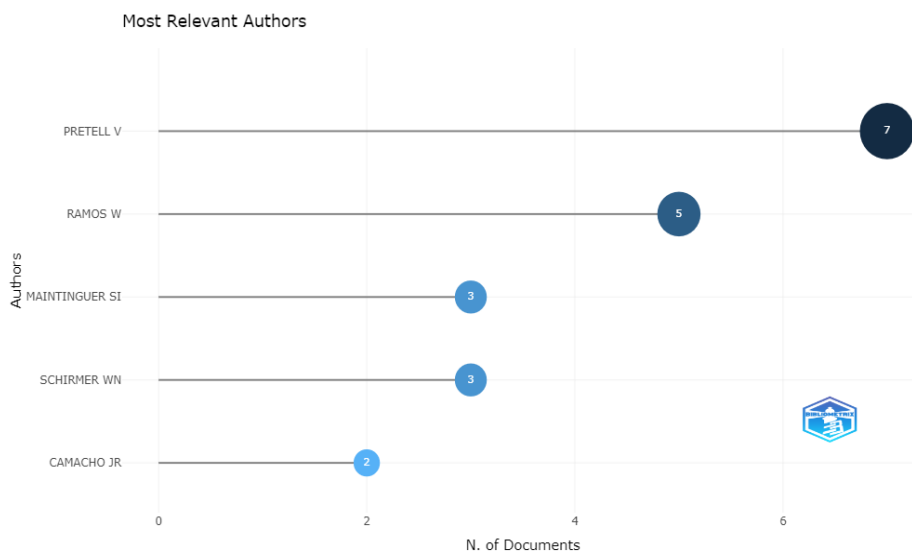 Most Relevant Authors
Authors
PRETELL V
7
RAMOS W
5
MAINTINGUER SI
3
SCHIRMER WN
3
BIBLIOMETRIX
CAMACHO JR
2
0
2
4
6
N. of Documents